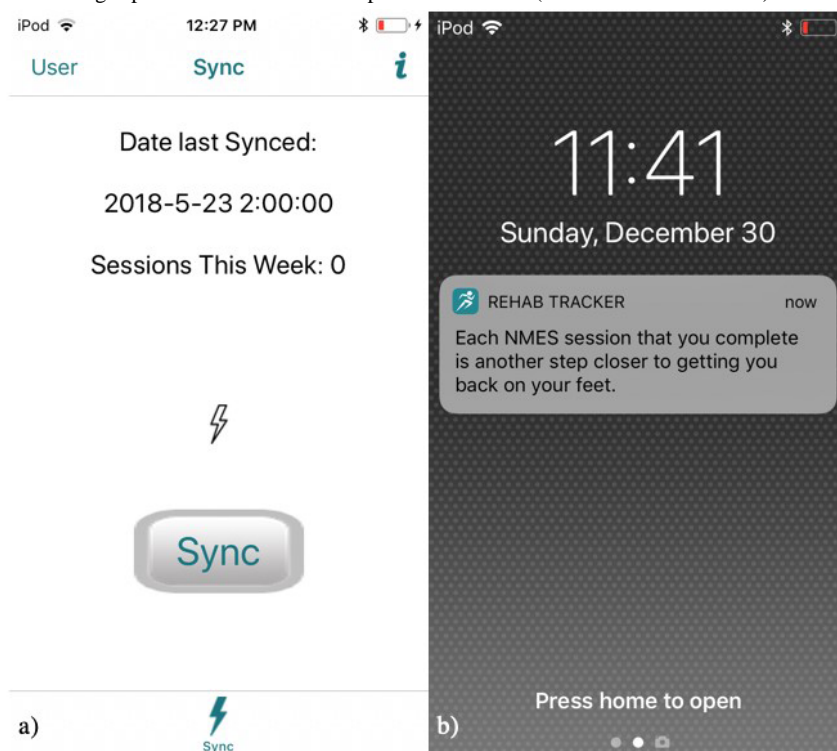 iPod 12:27 PM
User Sync i
Date last Synced:
2018-5-23 2:00:00
Sessions This Week: 0
Sync
a)
Sync
iPod
11:41
Sunday, December 30
REHAB TRACKER now
Each NMES session that you complete
is another step closer to getting you
back on your feet.
Press home to open
b)